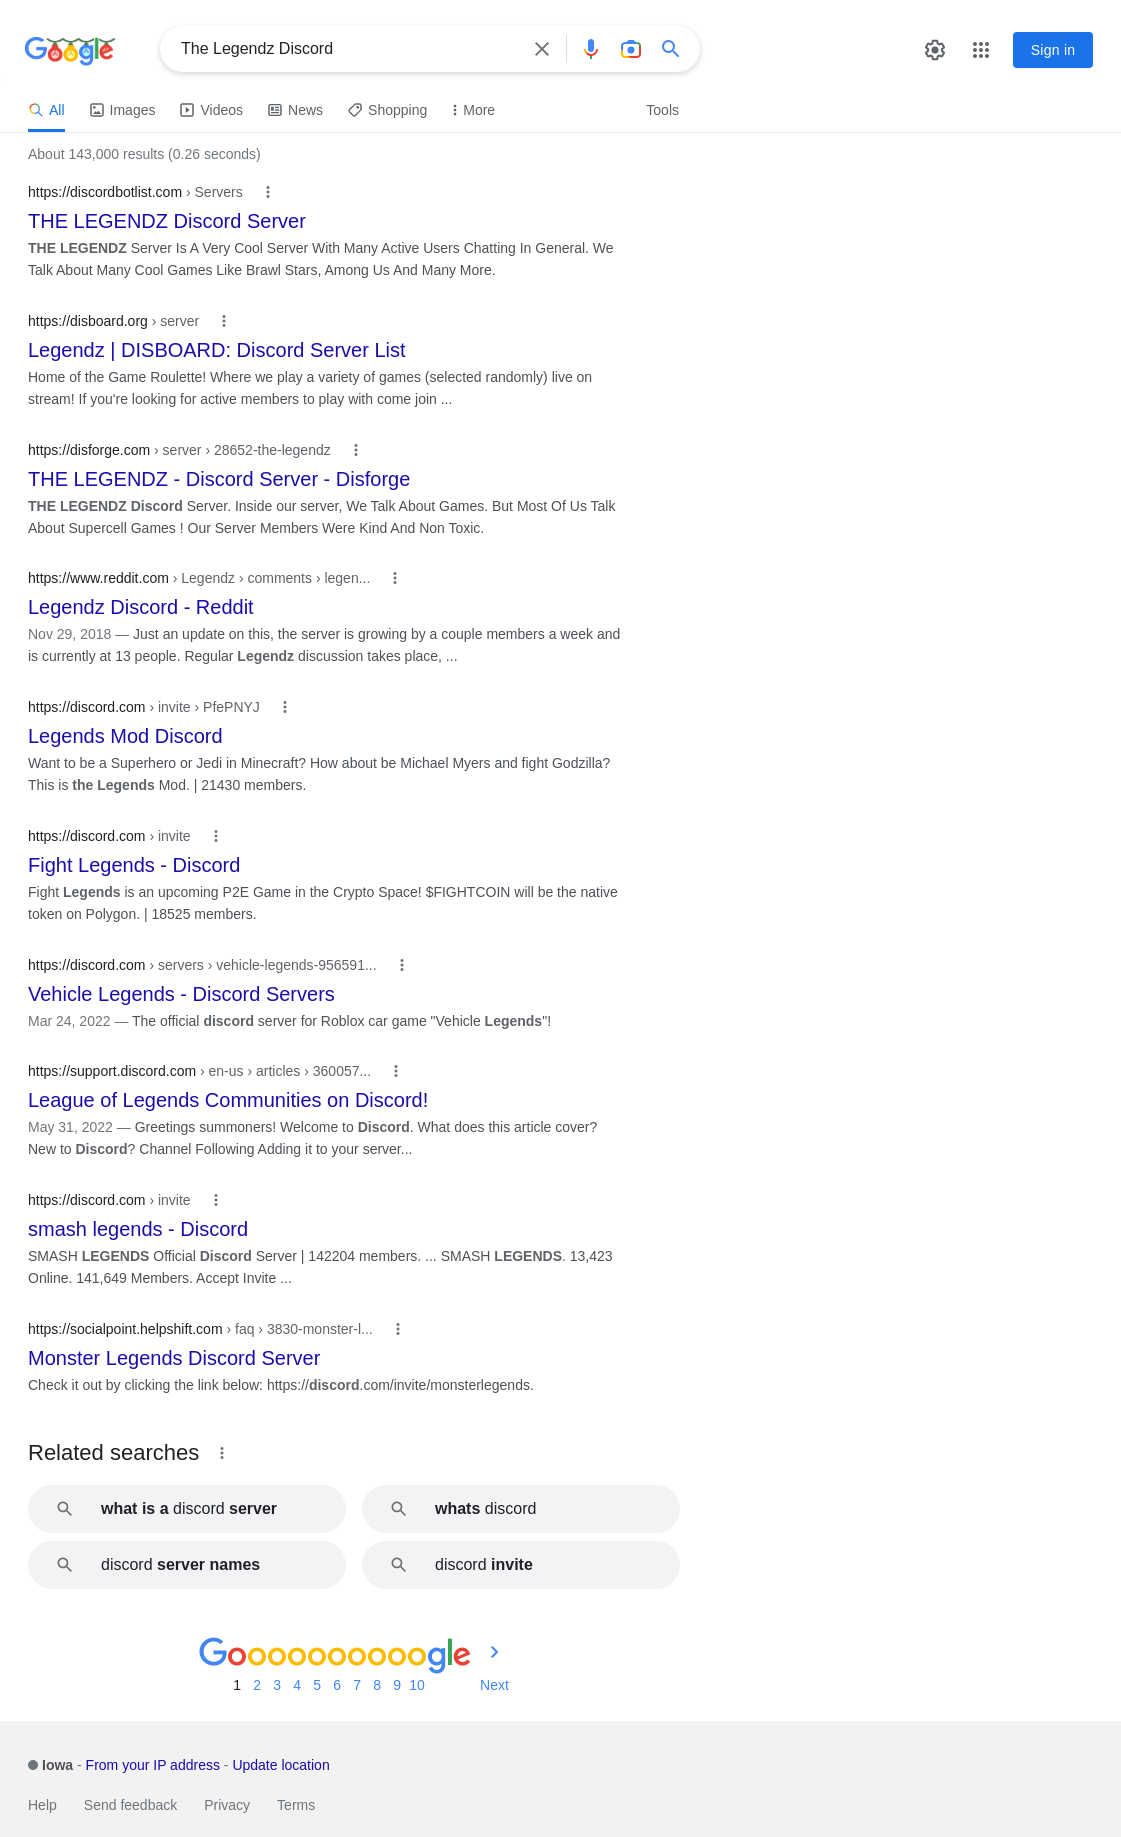 Google
The Legendz Discord
Sign in
All Images Videos News Shopping More Tools
About 143,000 results (0.26 seconds)
https://discordbotlist.com › Servers
THE LEGENDZ Discord Server
THE LEGENDZ Server Is A Very Cool Server With Many Active Users Chatting In General. We
Talk About Many Cool Games Like Brawl Stars, Among Us And Many More.
https://disboard.org › server
Legendz | DISBOARD: Discord Server List
Home of the Game Roulette! Where we play a variety of games (selected randomly) live on
stream! If you're looking for active members to play with come join ...
https://disforge.com › server › 28652-the-legendz
THE LEGENDZ - Discord Server - Disforge
THE LEGENDZ Discord Server. Inside our server, We Talk About Games. But Most Of Us Talk
About Supercell Games ! Our Server Members Were Kind And Non Toxic.
https://www.reddit.com › Legendz › comments › legen...
Legendz Discord - Reddit
Nov 29, 2018 — Just an update on this, the server is growing by a couple members a week and
is currently at 13 people. Regular Legendz discussion takes place, ...
https://discord.com › invite › PfePNYJ
Legends Mod Discord
Want to be a Superhero or Jedi in Minecraft? How about be Michael Myers and fight Godzilla?
This is the Legends Mod. | 21430 members.
https://discord.com › invite
Fight Legends - Discord
Fight Legends is an upcoming P2E Game in the Crypto Space! $FIGHTCOIN will be the native
token on Polygon. | 18525 members.
https://discord.com › servers › vehicle-legends-956591...
Vehicle Legends - Discord Servers
Mar 24, 2022 — The official discord server for Roblox car game "Vehicle Legends"!
https://support.discord.com › en-us › articles › 360057...
League of Legends Communities on Discord!
May 31, 2022 — Greetings summoners! Welcome to Discord. What does this article cover?
New to Discord? Channel Following Adding it to your server...
https://discord.com › invite
smash legends - Discord
SMASH LEGENDS Official Discord Server | 142204 members. ... SMASH LEGENDS. 13,423
Online. 141,649 Members. Accept Invite ...
https://socialpoint.helpshift.com › faq › 3830-monster-l...
Monster Legends Discord Server
Check it out by clicking the link below: https://discord.com/invite/monsterlegends.
Related searches
what is a discord server
whats discord
discord server names
discord invite
Goooooooooogle
1 2 3 4 5 6 7 8 9 10 Next
Iowa - From your IP address - Update location
Help Send feedback Privacy Terms